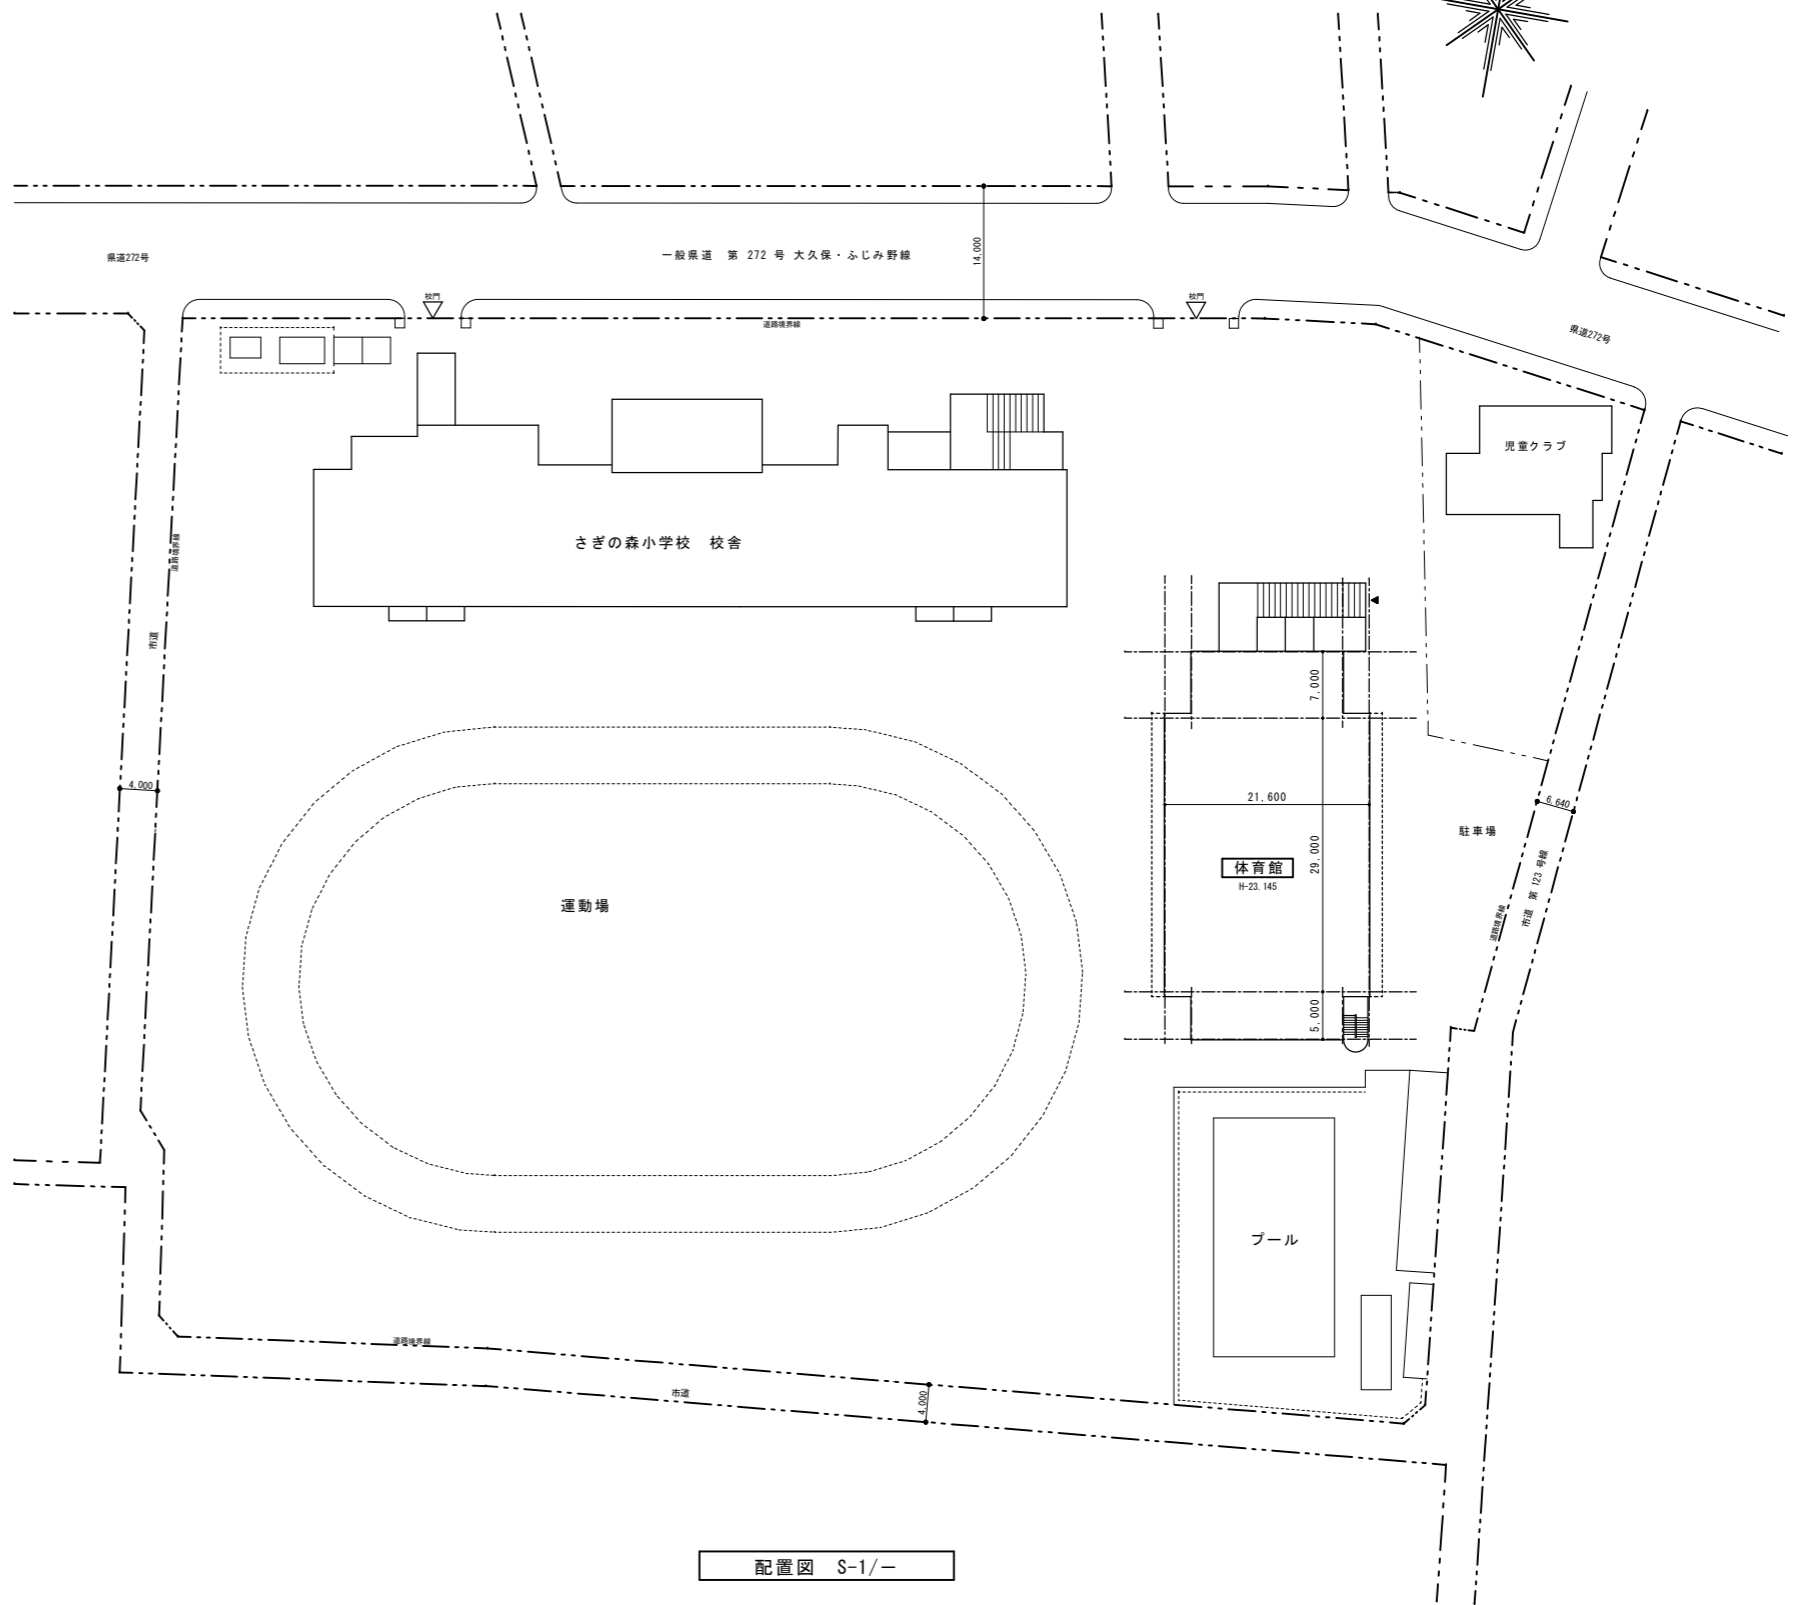 県道272号
一般県道　第 272 号 大久保・ふじみ野線
14,000
校門
校門
道路境界線
県道272号
児童クラブ
さぎの森小学校　校舎
道路境界線
市道
7,000
4,000
21,600
6,640
駐車場
29,000
体育館
H-23.145
市道　第 123 号線
道路境界線
運動場
5,000
プール
道路境界線
市道
4,000
配置図　S-1/－